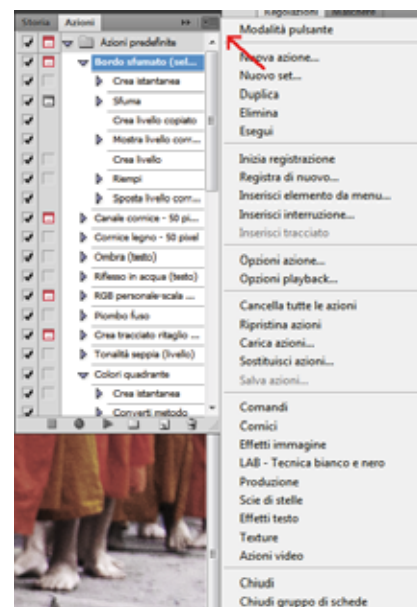 Storia Azioni
Azioni predefinite
Bordo sfumato (sel...
Crea istantanea
Sfuma
Crea livello copiato
Mostra livello corr...
Crea livello
Riempi
Sposta livello corr...
Canale cornice - 50 pi...
Cornice legno - 50 pixel
Ombra (testo)
Riflesso in acqua (testo)
RGB personale-scala ...
Piombo fuso
Crea tracciato ritaglio ...
Tonalità seppia (livello)
Colori quadrante
Crea istantanea
Converti metodo
Regolazioni Maschere
Modalità pulsante
Nuova azione...
Nuovo set...
Duplica
Elimina
Esegui
Inizia registrazione
Registra di nuovo...
Inserisci elemento da menu...
Inserisci interruzione...
Inserisci tracciato
Opzioni azione...
Opzioni playback...
Cancella tutte le azioni
Ripristina azioni
Carica azioni...
Sostituisci azioni...
Salva azioni...
Comandi
Cornici
Effetti immagine
LAB - Tecnica bianco e nero
Produzione
Scie di stelle
Effetti testo
Texture
Azioni video
Chiudi
Chiudi gruppo di schede